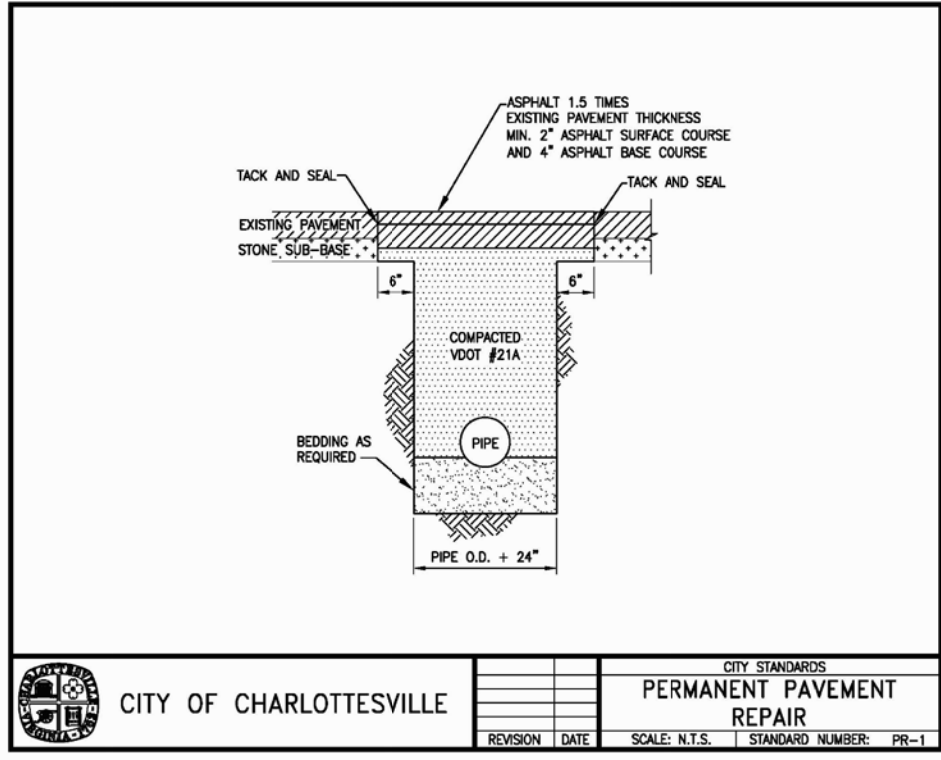 ASPHALT 1.5 TIMES
EXISTING PAVEMENT THICKNESS
MIN. 2" ASPHALT SURFACE COURSE
AND 4" ASPHALT BASE COURSE
TACK AND SEAL
TACK AND SEAL
EXISTING PAVEMENT
STONE SUB-BASE
6"
6"
COMPACTED
VDOT #21A
BEDDING AS
REQUIRED
PIPE
PIPE O.D. + 24"
CHARLOTTESVILLE
VIRGINIA
CITY OF CHARLOTTESVILLE
REVISION DATE
CITY STANDARDS
PERMANENT PAVEMENT
REPAIR
SCALE: N.T.S. STANDARD NUMBER: PR-1